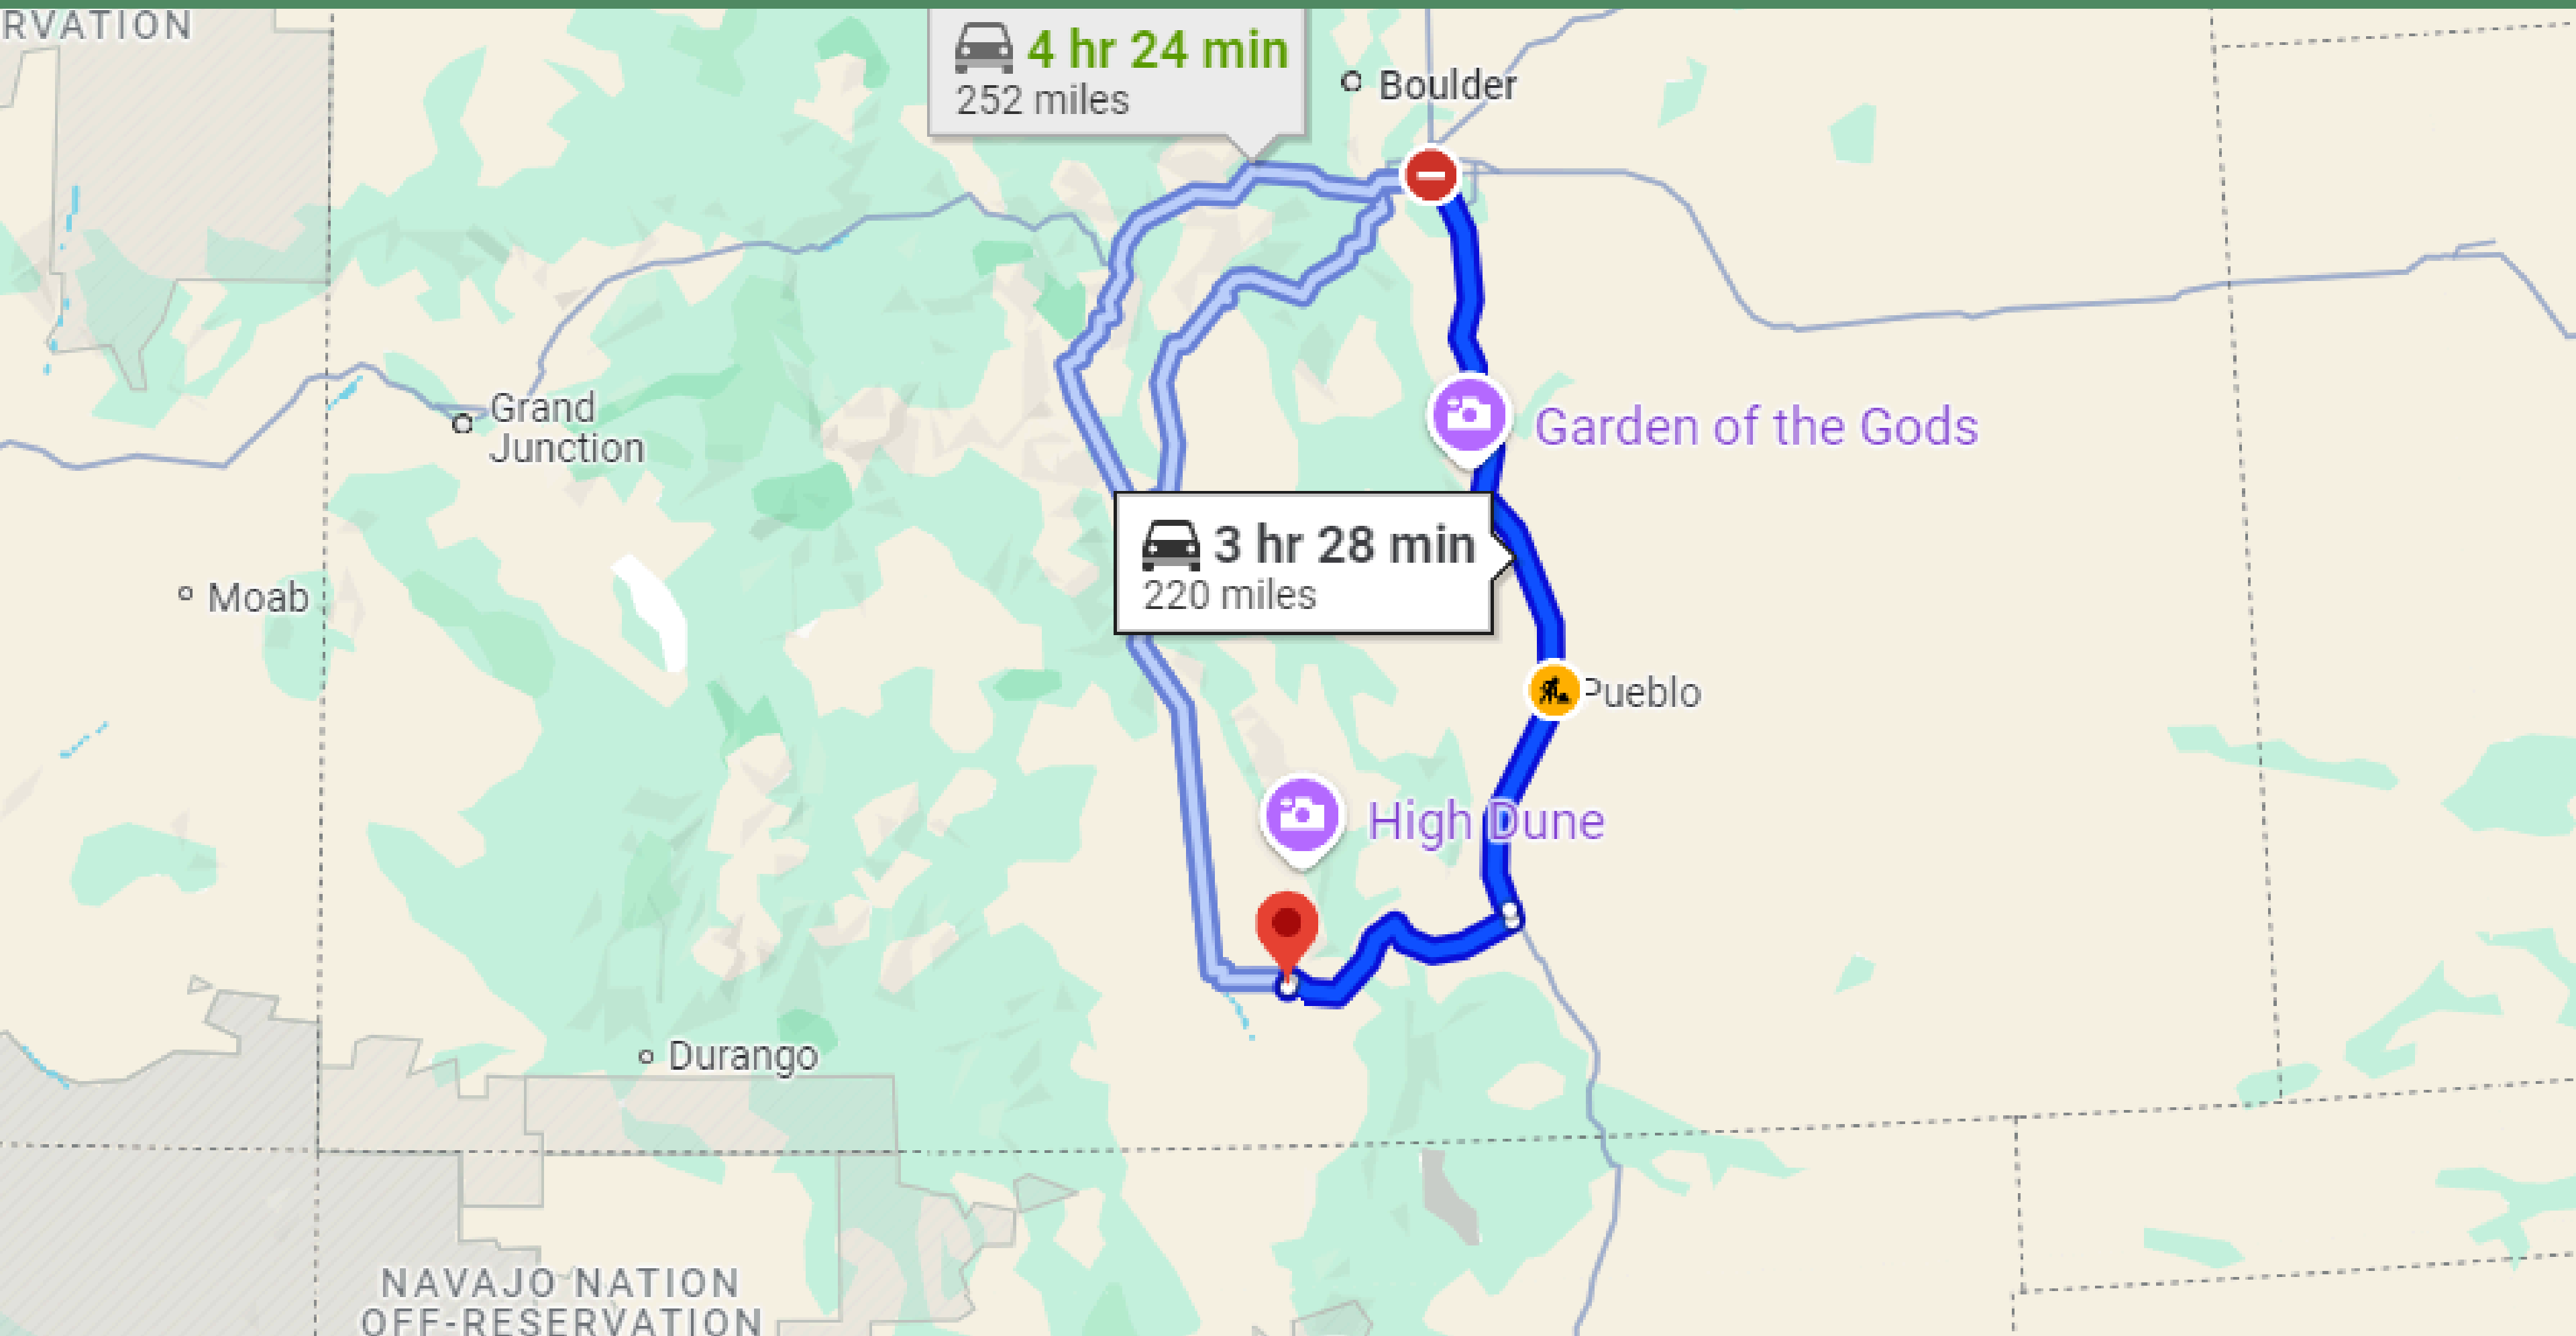 RVATION
4 hr 24 min
252 miles
Boulder
Grand
Junction
Garden of the Gods
3 hr 28 min
220 miles
Moab
Pueblo
High Dune
Durango
NAVAJO NATION
OFF-RESERVATION